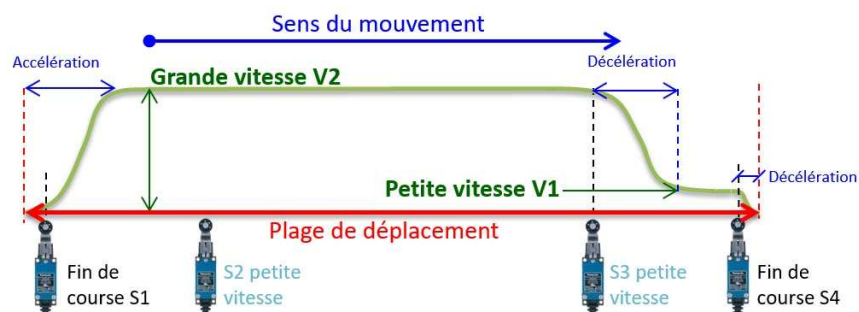 Sens du mouvement
Accélération
Grande vitesse V2
Décélération
Petite vitesse V1
Décélération
Plage de déplacement
Fin de
course S1
S2 petite
vitesse
S3 petite
vitesse
Fin de
course S4